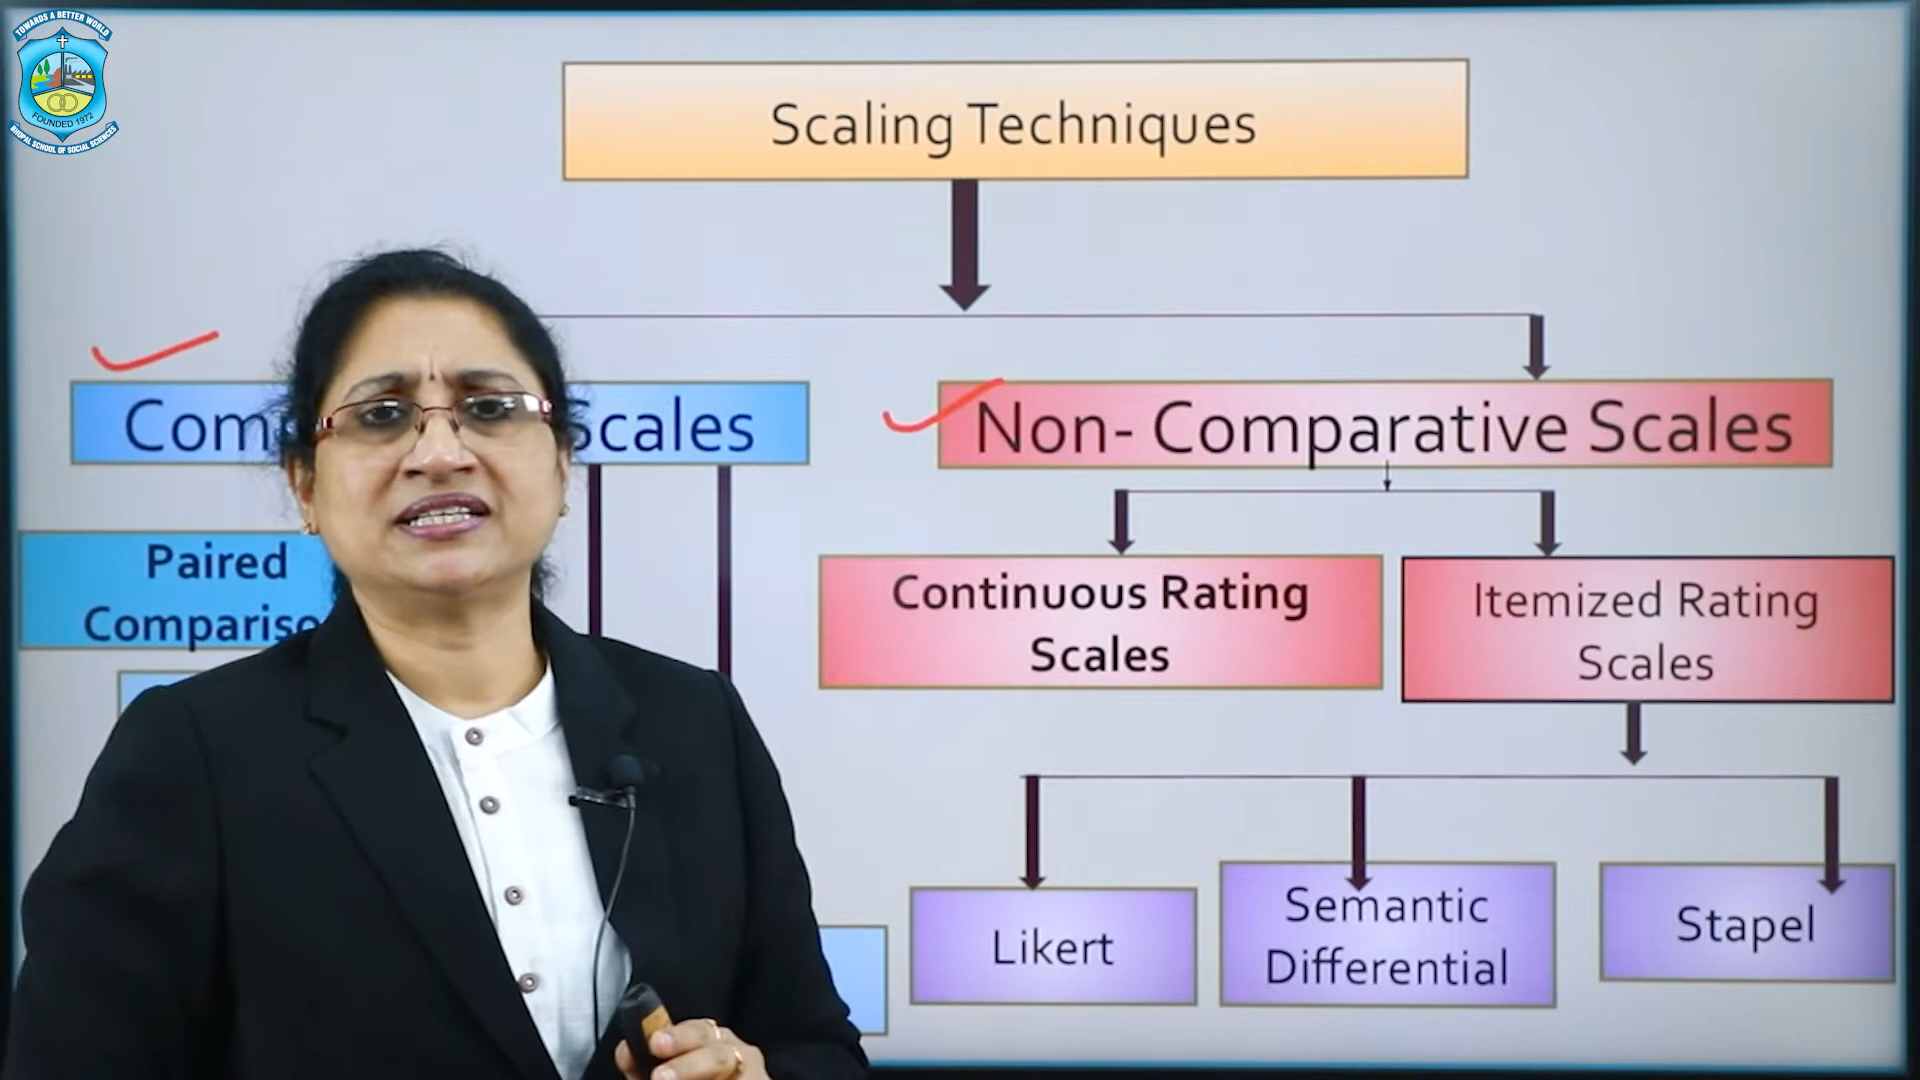 TOWARDS A BETTER WORLD
FOUNDED 1972
BHOPAL SCHOOL OF SOCIAL SCIENCES
Scaling Techniques
Com
Scales
Non- Comparative Scales
Paired
Compariso
Continuous Rating
Scales
Itemized Rating
Scales
Likert
Semantic
Differential
Stapel